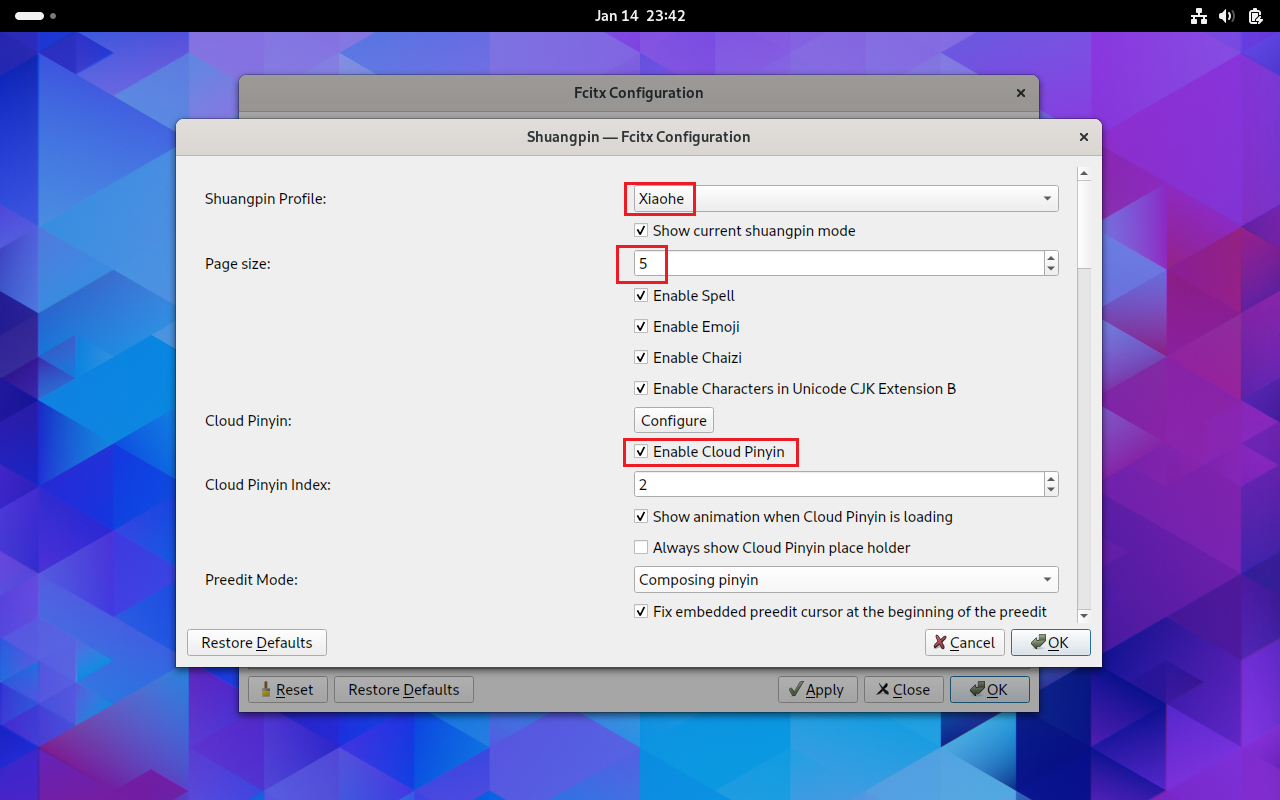 Jan 14 23:42
Fcitx Configuration
Shuangpin — Fcitx Configuration
Shuangpin Profile: Xiaohe
Show current shuangpin mode
Page size: 5
Enable Spell
Enable Emoji
Enable Chaizi
Enable Characters in Unicode CJK Extension B
Cloud Pinyin: Configure
Enable Cloud Pinyin
Cloud Pinyin Index: 2
Show animation when Cloud Pinyin is loading
Always show Cloud Pinyin place holder
Preedit Mode: Composing pinyin
Fix embedded preedit cursor at the beginning of the preedit
Restore Defaults Cancel OK
Reset Restore Defaults Apply Close OK